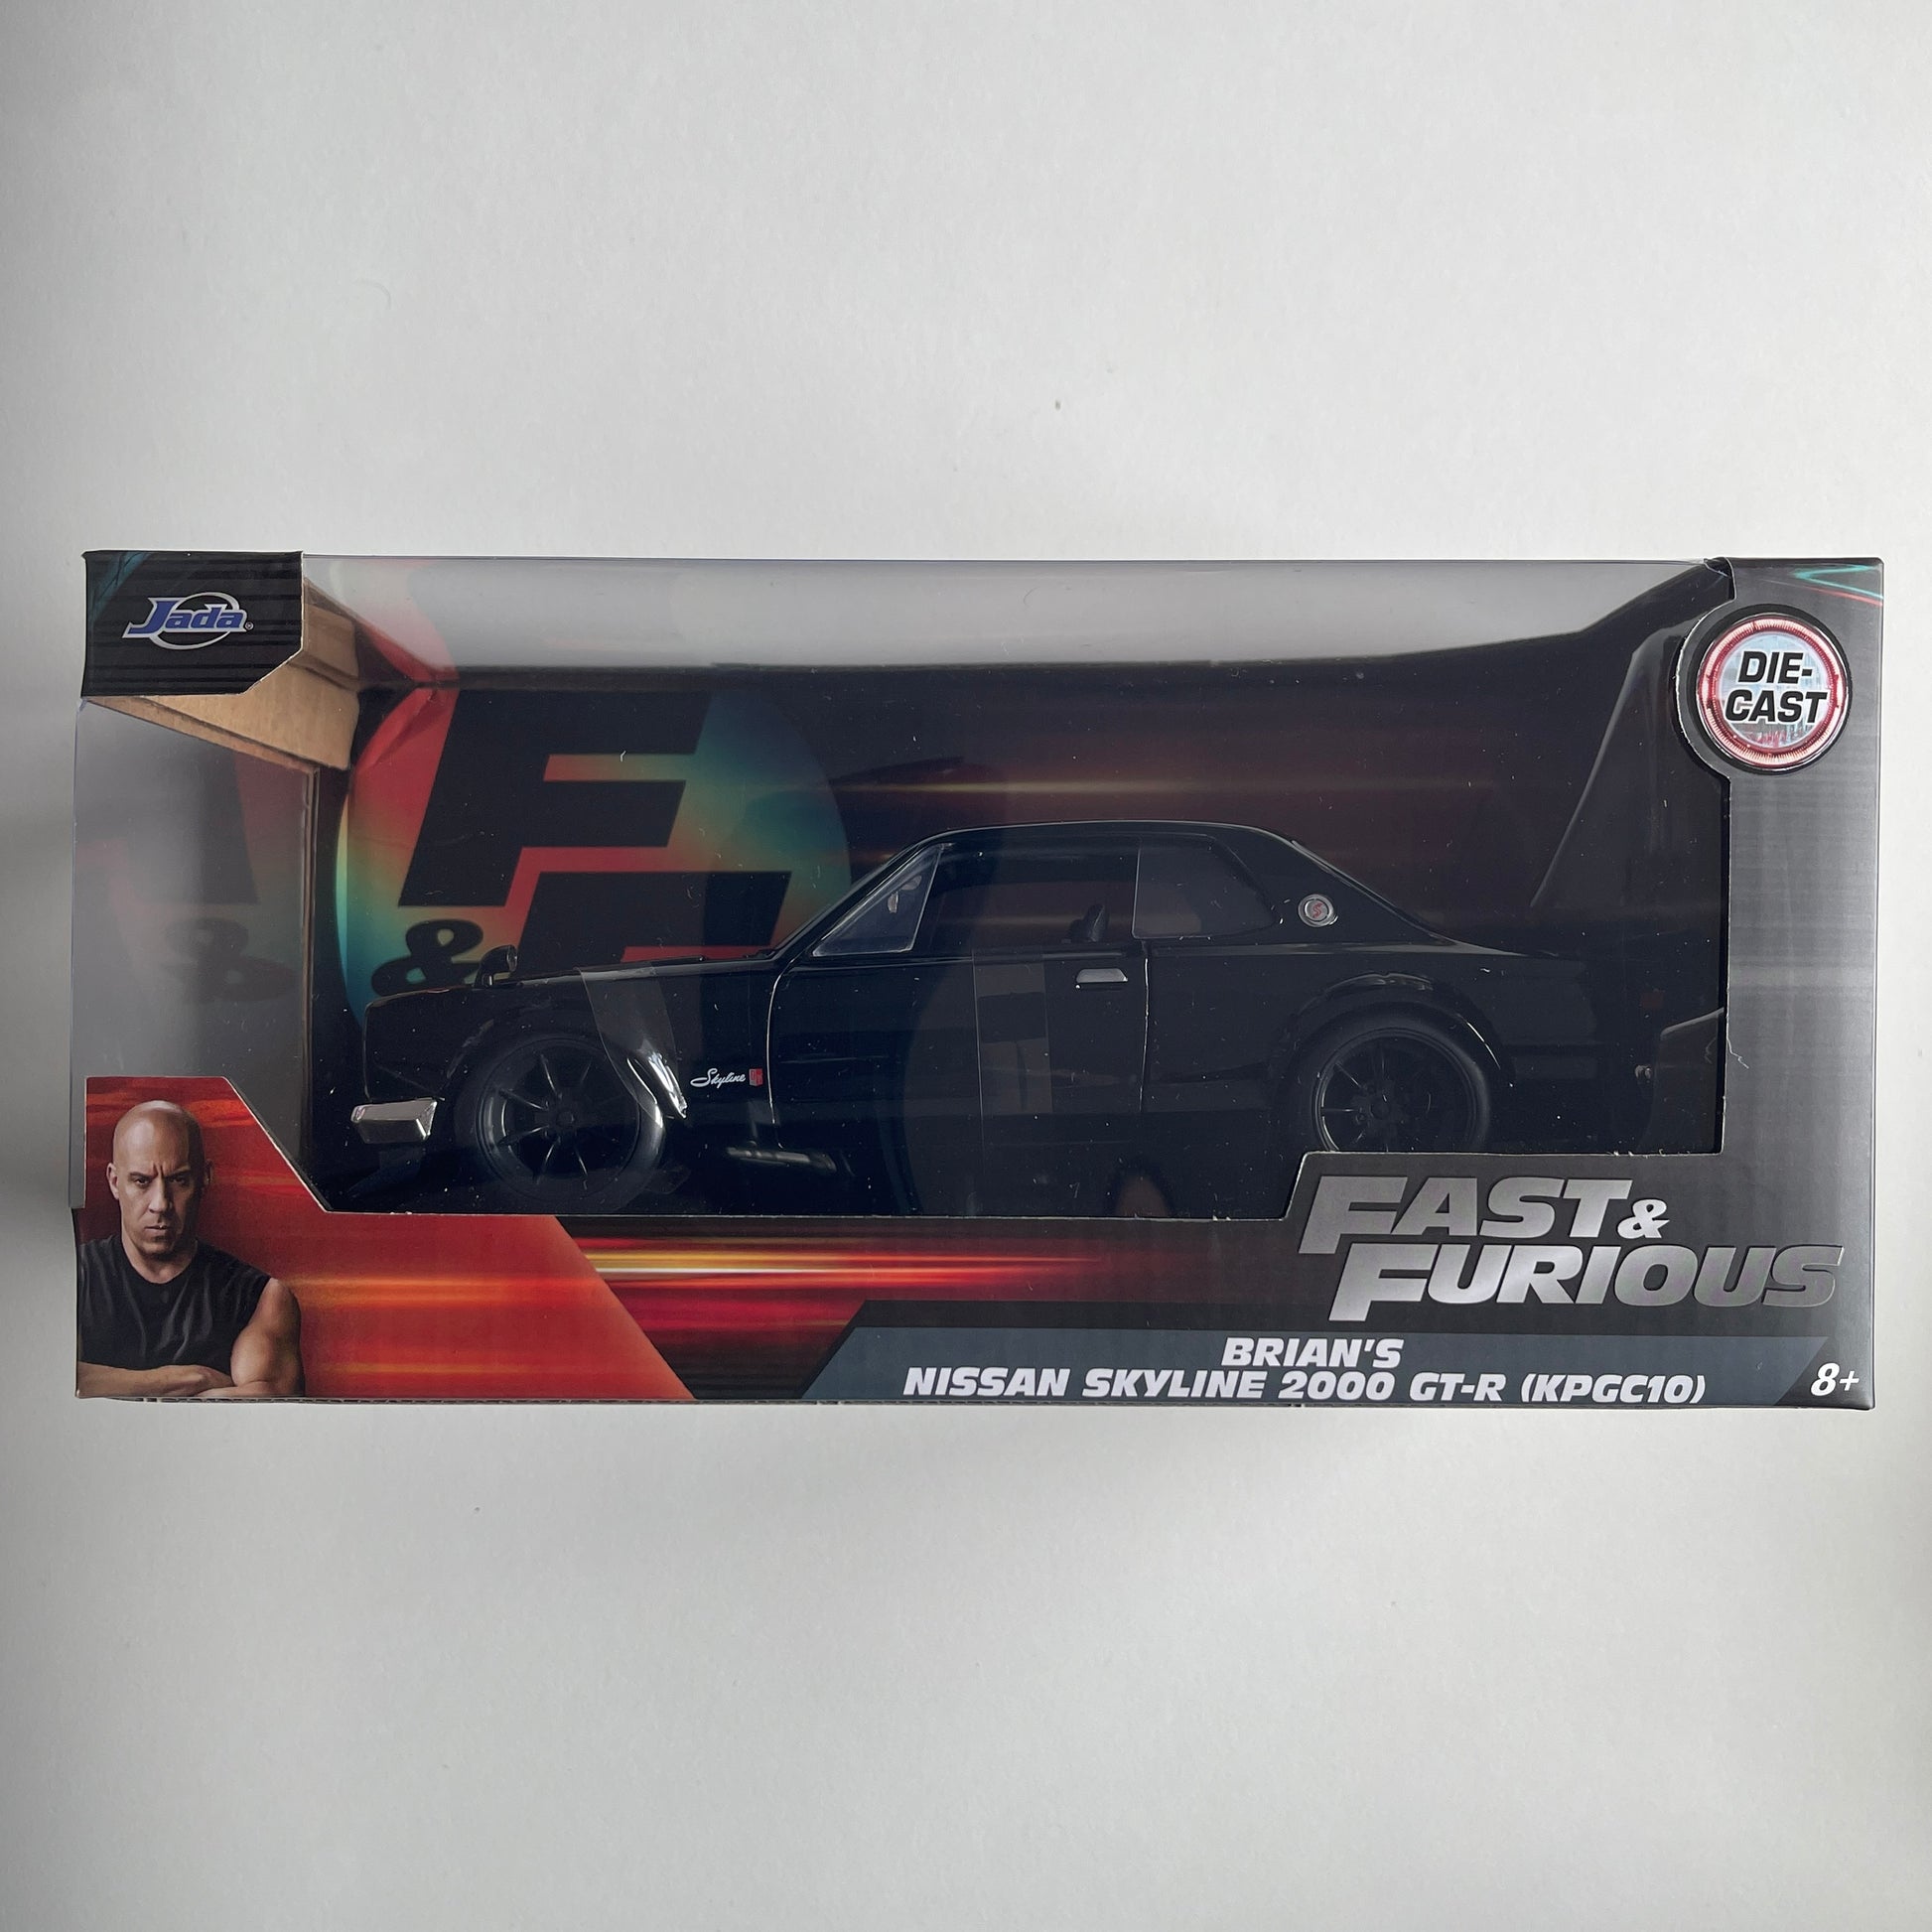 Jada
DIE-
CAST
F
&
F
Skyline
FAST &
FURIOUS
BRIAN'S
NISSAN SKYLINE 2000 GT-R (KPGC10)
8+